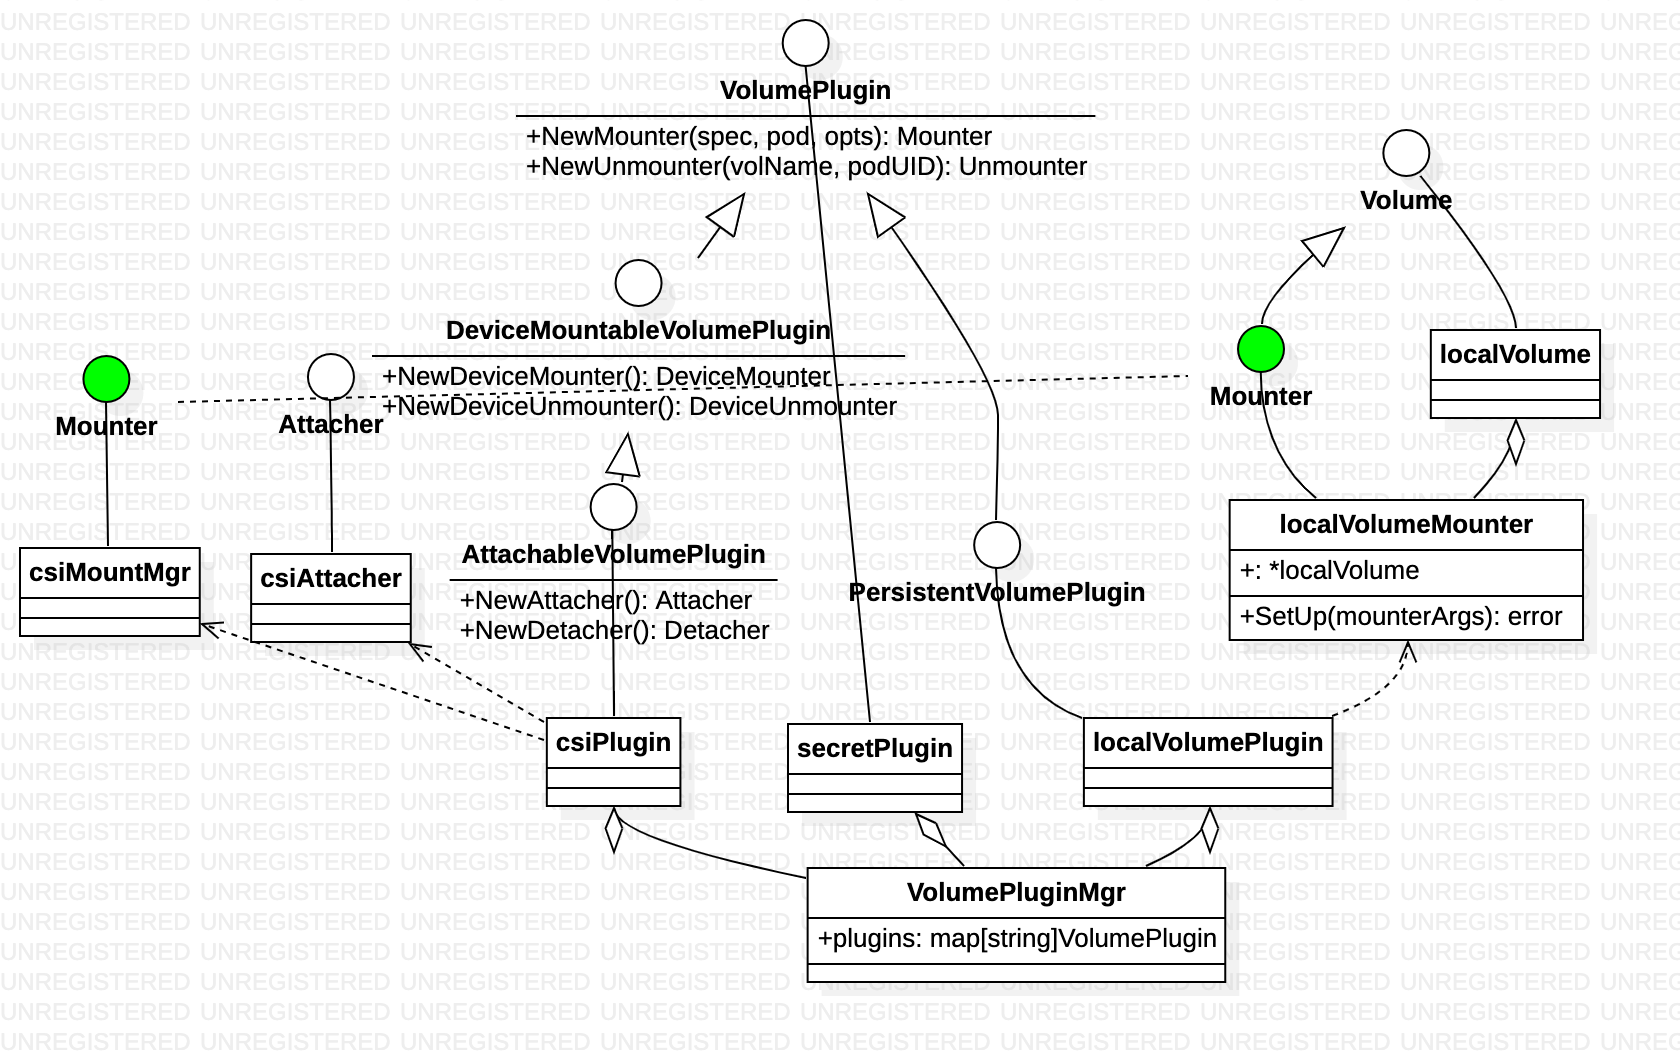 VolumePlugin
+NewMounter(spec, pod, opts): Mounter
+NewUnmounter(volName, podUID): Unmounter
Volume
DeviceMountableVolumePlugin
+NewDeviceMounter(): DeviceMounter
+NewDeviceUnmounter(): DeviceUnmounter
Mounter
Attacher
Mounter
localVolume
AttachableVolumePlugin
+NewAttacher(): Attacher
+NewDetacher(): Detacher
csiMountMgr
csiAttacher
PersistentVolumePlugin
localVolumeMounter
+: *localVolume
+SetUp(mounterArgs): error
csiPlugin
secretPlugin
localVolumePlugin
VolumePluginMgr
+plugins: map[string]VolumePlugin
UNREGISTERED